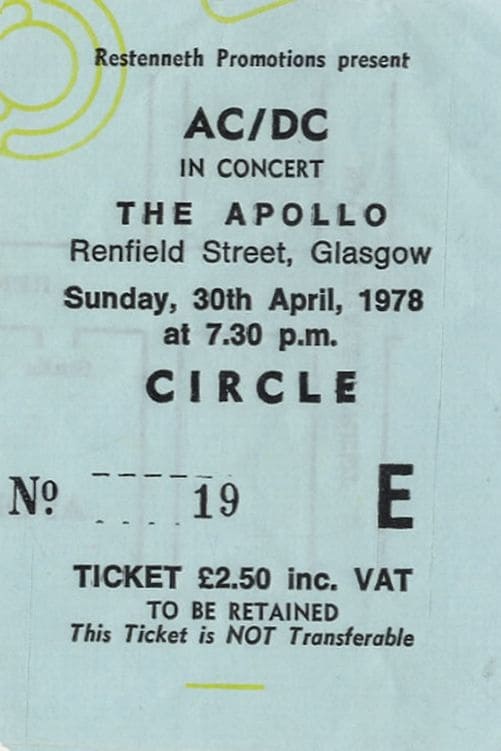 Restenneth Promotions present
AC/DC
IN CONCERT
THE APOLLO
Renfield Street, Glasgow
Sunday, 30th April, 1978
at 7.30 p.m.
CIRCLE
Nº 19 E
TICKET £2.50 inc. VAT
TO BE RETAINED
This Ticket is NOT Transferable